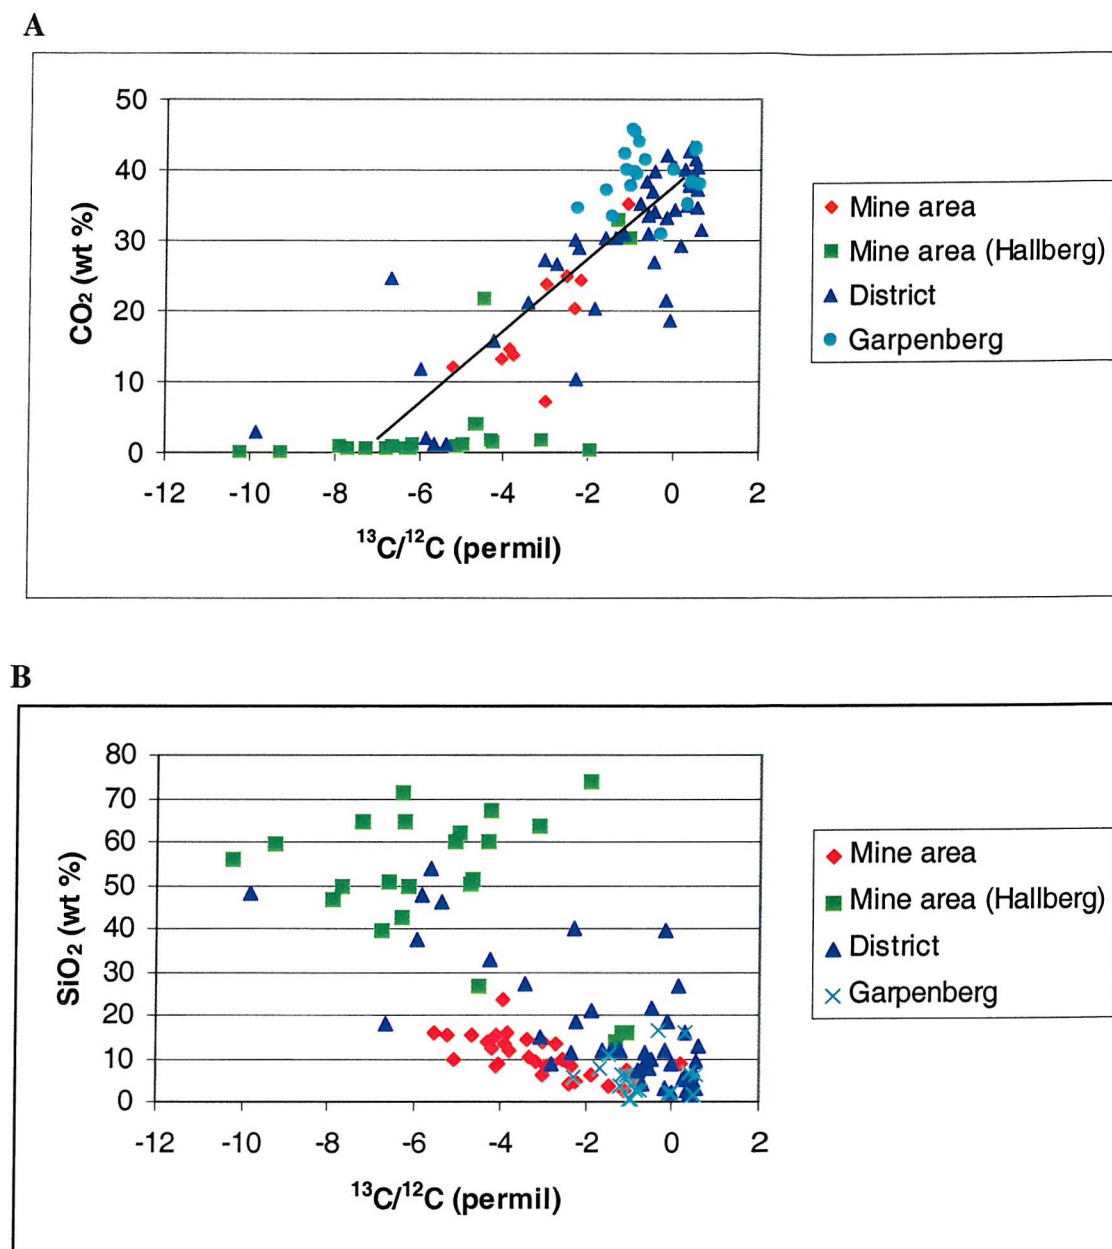 A
50
40
30
20
10
0
CO₂ (wt %)
-12 -10 -8 -6 -4 -2 0 2
¹³C/¹²C (permil)
Mine area
Mine area (Hallberg)
District
Garpenberg
B
80
70
60
50
40
30
20
10
0
SiO₂ (wt %)
-12 -10 -8 -6 -4 -2 0 2
¹³C/¹²C (permil)
Mine area
Mine area (Hallberg)
District
Garpenberg